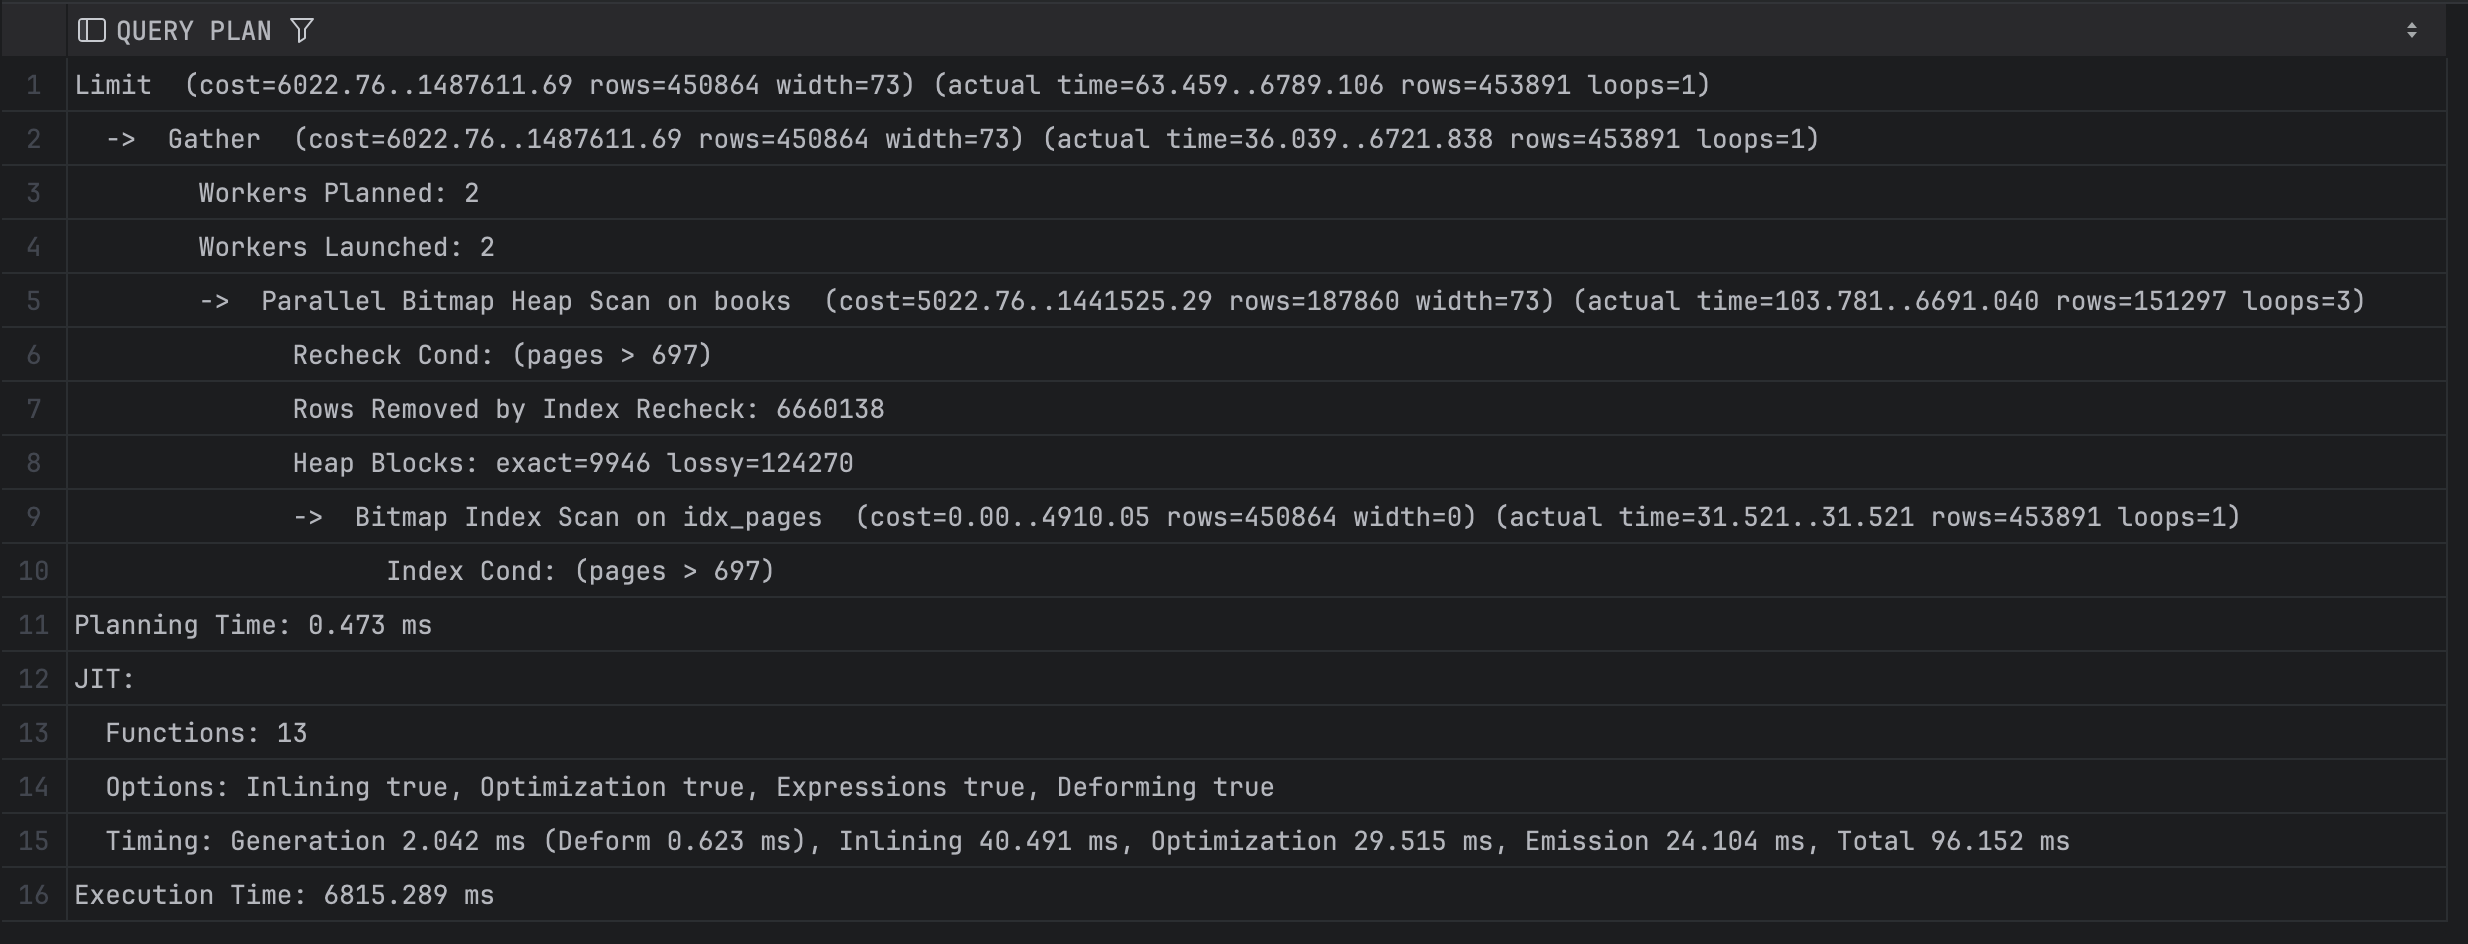 QUERY PLAN
1 Limit  (cost=6022.76..1487611.69 rows=450864 width=73) (actual time=63.459..6789.106 rows=453891 loops=1)
2   ->  Gather  (cost=6022.76..1487611.69 rows=450864 width=73) (actual time=36.039..6721.838 rows=453891 loops=1)
3         Workers Planned: 2
4         Workers Launched: 2
5         ->  Parallel Bitmap Heap Scan on books  (cost=5022.76..1441525.29 rows=187860 width=73) (actual time=103.781..6691.040 rows=151297 loops=3)
6               Recheck Cond: (pages > 697)
7               Rows Removed by Index Recheck: 6660138
8               Heap Blocks: exact=9946 lossy=124270
9               ->  Bitmap Index Scan on idx_pages  (cost=0.00..4910.05 rows=450864 width=0) (actual time=31.521..31.521 rows=453891 loops=1)
10                     Index Cond: (pages > 697)
11 Planning Time: 0.473 ms
12 JIT:
13   Functions: 13
14   Options: Inlining true, Optimization true, Expressions true, Deforming true
15   Timing: Generation 2.042 ms (Deform 0.623 ms), Inlining 40.491 ms, Optimization 29.515 ms, Emission 24.104 ms, Total 96.152 ms
16 Execution Time: 6815.289 ms